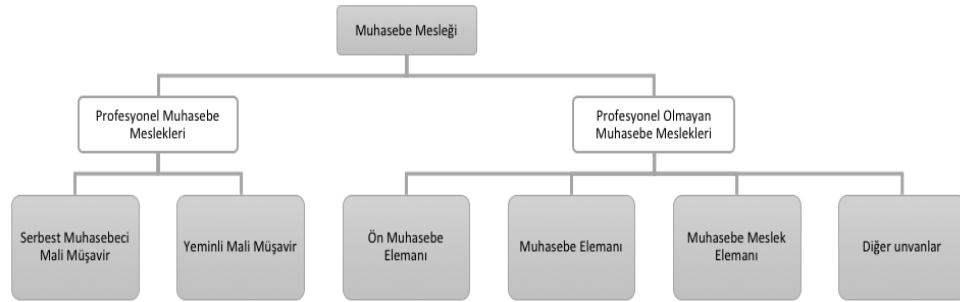 Muhasebe Mesleği
Profesyonel Muhasebe
Meslekleri
Profesyonel Olmayan
Muhasebe Meslekleri
Serbest Muhasebeci
Mali Müşavir
Yeminli Mali Müşavir
Ön Muhasebe
Elemanı
Muhasebe Elemanı
Muhasebe Meslek
Elemanı
Diğer unvanlar